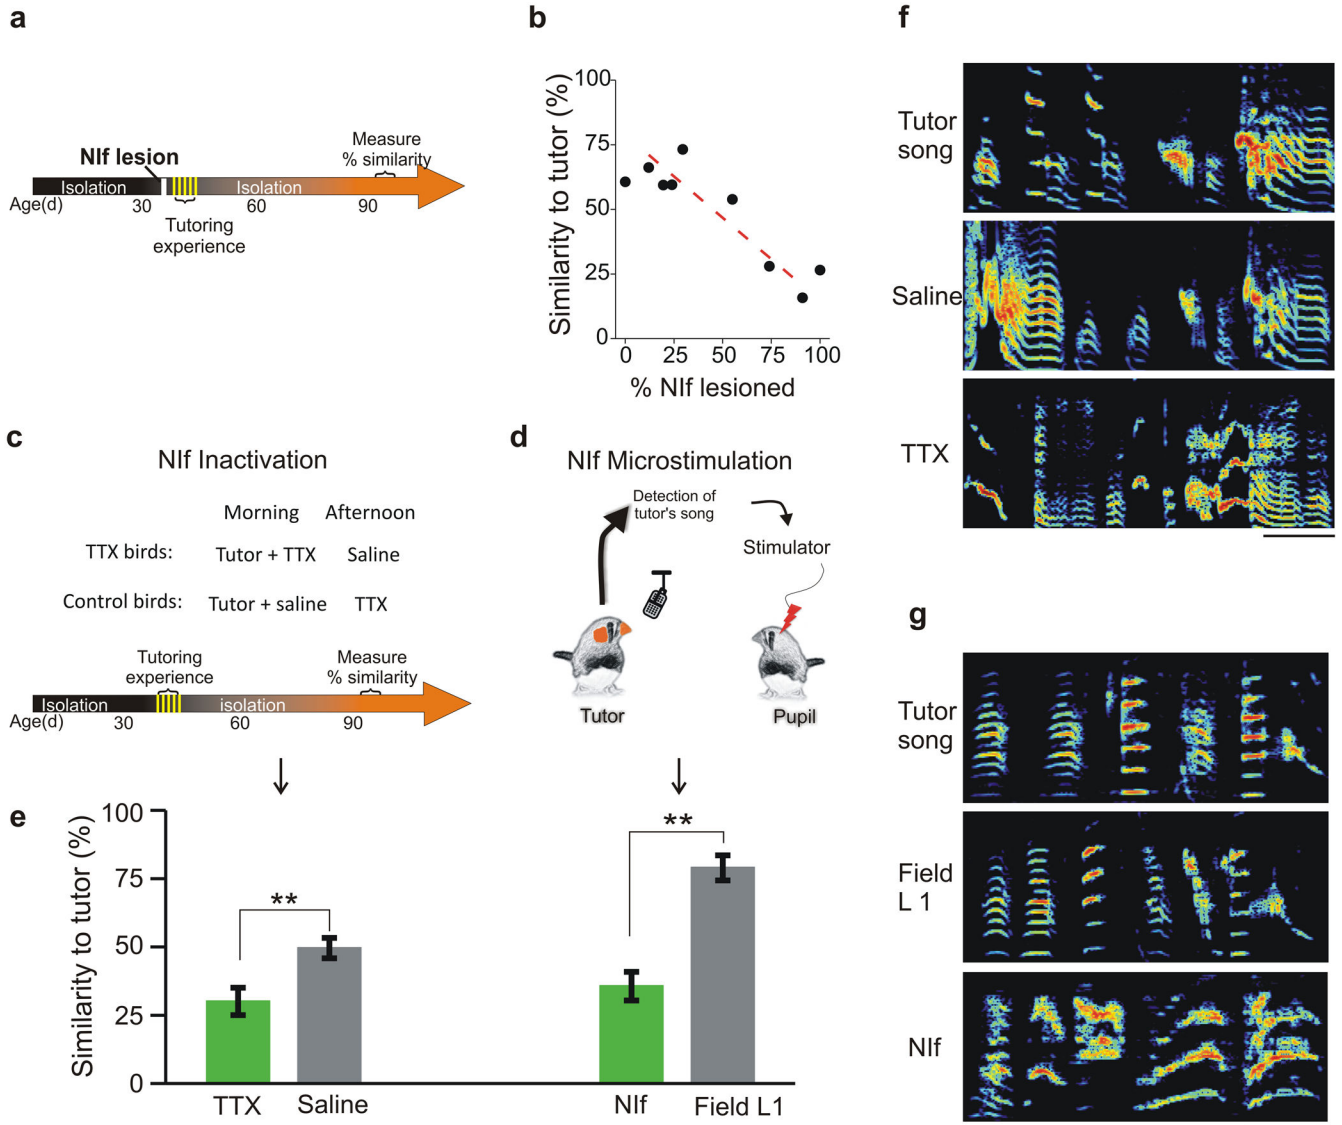 a
NIf lesion
Measure
% similarity
Isolation
Isolation
Age(d)
30
60
90
Tutoring
experience
b
Similarity to tutor (%)
100
75
50
25
0
0
25
50
75
100
% NIf lesioned
c
NIf Inactivation
Morning Afternoon
TTX birds: Tutor + TTX Saline
Control birds: Tutor + saline TTX
Tutoring
experience
Measure
% similarity
Isolation
isolation
Age(d)
30
60
90
d
NIf Microstimulation
Detection of
tutor's song
Stimulator
Tutor
Pupil
e
Similarity to tutor (%)
100
75
50
25
0
**
**
TTX
Saline
NIf
Field L1
f
Tutor
song
Saline
TTX
g
Tutor
song
Field
L 1
NIf